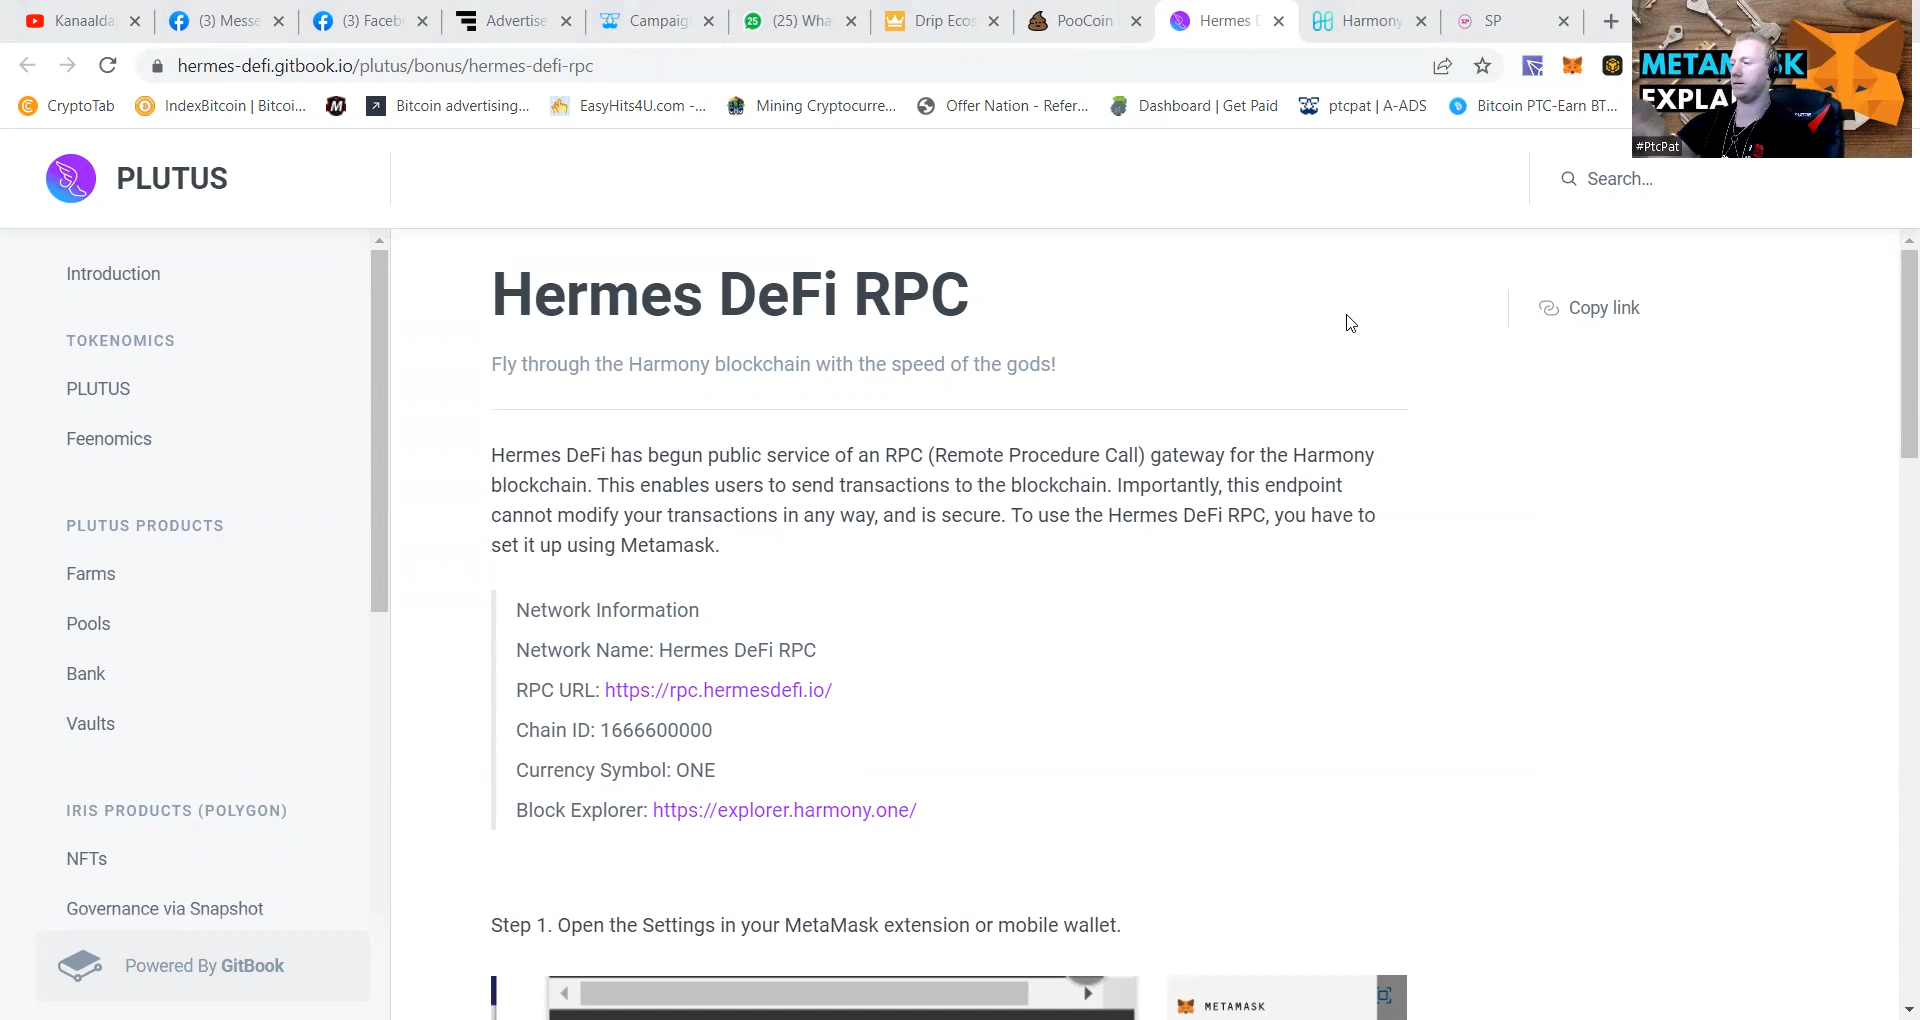 Kanaalda
(3) Messe
(3) Faceb
Advertise
Campaig
(25) Wha
Drip Ecos
PooCoin
Hermes D
Harmony
SP
hermes-defi.gitbook.io/plutus/bonus/hermes-defi-rpc
CryptoTab
IndexBitcoin | Bitcoi...
Bitcoin advertising...
EasyHits4U.com -...
Mining Cryptocurre...
Offer Nation - Refer...
Dashboard | Get Paid
ptcpat | A-ADS
Bitcoin PTC-Earn BT...
METAM SK
EXPLA
#PtcPat
PLUTUS
Search...
Introduction
TOKENOMICS
PLUTUS
Feenomics
PLUTUS PRODUCTS
Farms
Pools
Bank
Vaults
IRIS PRODUCTS (POLYGON)
NFTs
Governance via Snapshot
Powered By GitBook
Hermes DeFi RPC
Copy link
Fly through the Harmony blockchain with the speed of the gods!
Hermes DeFi has begun public service of an RPC (Remote Procedure Call) gateway for the Harmony
blockchain. This enables users to send transactions to the blockchain. Importantly, this endpoint
cannot modify your transactions in any way, and is secure. To use the Hermes DeFi RPC, you have to
set it up using Metamask.
Network Information
Network Name: Hermes DeFi RPC
RPC URL: https://rpc.hermesdefi.io/
Chain ID: 1666600000
Currency Symbol: ONE
Block Explorer: https://explorer.harmony.one/
Step 1. Open the Settings in your MetaMask extension or mobile wallet.
METAMASK